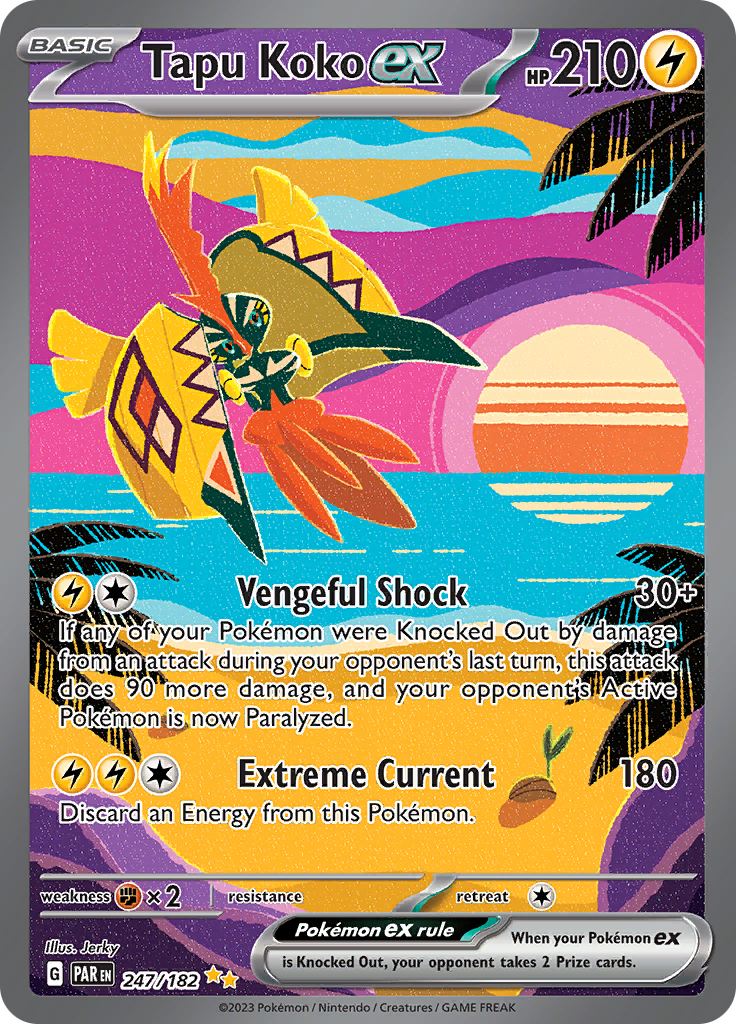 BASIC
Tapu Koko ex
HP 210
Vengeful Shock 30+
If any of your Pokémon were Knocked Out by damage
from an attack during your opponent's last turn, this attack
does 90 more damage, and your opponent's Active
Pokémon is now Paralyzed.
Extreme Current 180
Discard an Energy from this Pokémon.
weakness ×2 resistance retreat
Pokémon ex rule
When your Pokémon ex
is Knocked Out, your opponent takes 2 Prize cards.
Illus. Jerky
G PAR EN 247/182
©2023 Pokémon / Nintendo / Creatures / GAME FREAK